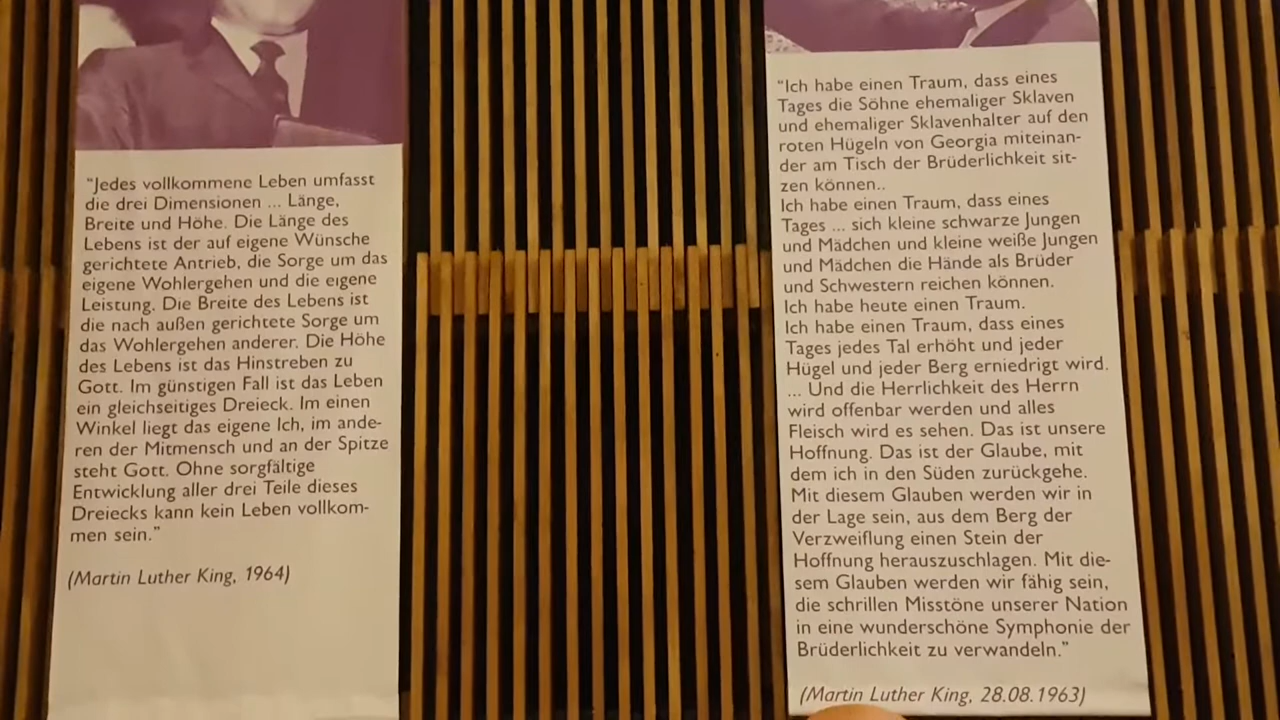 “Jedes vollkommene Leben umfasst
die drei Dimensionen ... Länge,
Breite und Höhe. Die Länge des
Lebens ist der auf eigene Wünsche
gerichtete Antrieb, die Sorge um das
eigene Wohlergehen und die eigene
Leistung. Die Breite des Lebens ist
die nach außen gerichtete Sorge um
das Wohlergehen anderer. Die Höhe
des Lebens ist das Hinstreben zu
Gott. Im günstigen Fall ist das Leben
ein gleichseitiges Dreieck. Im einen
Winkel liegt das eigene Ich, im ande-
ren der Mitmensch und an der Spitze
steht Gott. Ohne sorgfältige
Entwicklung aller drei Teile dieses
Dreiecks kann kein Leben vollkom-
men sein.”
(Martin Luther King, 1964)
“Ich habe einen Traum, dass eines
Tages die Söhne ehemaliger Sklaven
und ehemaliger Sklavenhalter auf den
roten Hügeln von Georgia miteinan-
der am Tisch der Brüderlichkeit sit-
zen können..
Ich habe einen Traum, dass eines
Tages ... sich kleine schwarze Jungen
und Mädchen und kleine weiße Jungen
und Mädchen die Hände als Brüder
und Schwestern reichen können.
Ich habe heute einen Traum.
Ich habe einen Traum, dass eines
Tages jedes Tal erhöht und jeder
Hügel und jeder Berg erniedrigt wird.
... Und die Herrlichkeit des Herrn
wird offenbar werden und alles
Fleisch wird es sehen. Das ist unsere
Hoffnung. Das ist der Glaube, mit
dem ich in den Süden zurückgehe.
Mit diesem Glauben werden wir in
der Lage sein, aus dem Berg der
Verzweiflung einen Stein der
Hoffnung herauszuschlagen. Mit die-
sem Glauben werden wir fähig sein,
die schrillen Misstöne unserer Nation
in eine wunderschöne Symphonie der
Brüderlichkeit zu verwandeln.”
(Martin Luther King, 28.08.1963)